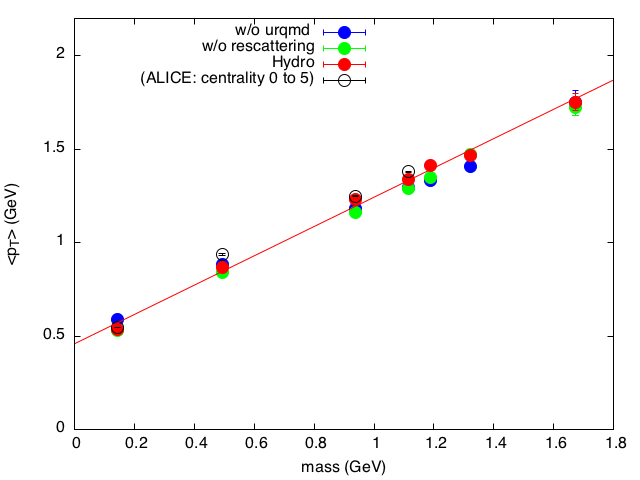 w/o urqmd
w/o rescattering
Hydro
(ALICE: centrality 0 to 5)
2
1.5
1
0.5
0
<pT> (GeV)
0 0.2 0.4 0.6 0.8 1 1.2 1.4 1.6 1.8
mass (GeV)